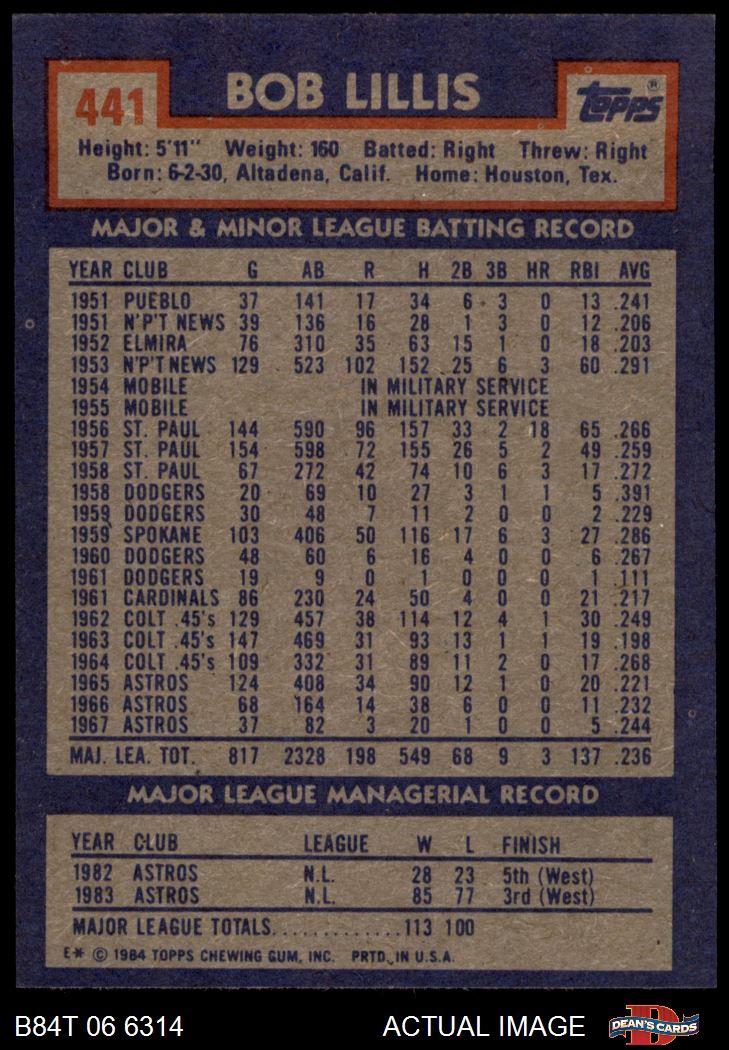 441
BOB LILLIS
topps®
Height: 5'11" Weight: 160 Batted: Right Threw: Right
Born: 6-2-30, Altadena, Calif. Home: Houston, Tex.
MAJOR & MINOR LEAGUE BATTING RECORD
YEAR CLUB G AB R H 2B 3B HR RBI AVG
1951 PUEBLO 37 141 17 34 6 3 0 13 .241
1951 N'P'T NEWS 39 136 16 28 1 3 0 12 .206
1952 ELMIRA 76 310 35 63 15 1 0 18 .203
1953 N'P'T NEWS 129 523 102 152 25 6 3 60 .291
1954 MOBILE IN MILITARY SERVICE
1955 MOBILE IN MILITARY SERVICE
1956 ST. PAUL 144 590 96 157 33 2 18 65 .266
1957 ST. PAUL 154 598 72 155 26 5 2 49 .259
1958 ST. PAUL 67 272 42 74 10 6 3 17 .272
1958 DODGERS 20 69 10 27 3 1 1 5 .391
1959 DODGERS 30 48 7 11 2 0 0 2 .229
1959 SPOKANE 103 406 50 116 17 6 3 27 .286
1960 DODGERS 48 60 6 16 4 0 0 6 .267
1961 DODGERS 19 9 0 1 0 0 0 1 .111
1961 CARDINALS 86 230 24 50 4 0 0 21 .217
1962 COLT .45's 129 457 38 114 12 4 1 30 .249
1963 COLT .45's 147 469 31 93 13 1 1 19 .198
1964 COLT .45's 109 332 31 89 11 2 0 17 .268
1965 ASTROS 124 408 34 90 12 1 0 20 .221
1966 ASTROS 68 164 14 38 6 0 0 11 .232
1967 ASTROS 37 82 3 20 1 0 0 5 .244
MAJ. LEA. TOT. 817 2328 198 549 68 9 3 137 .236
MAJOR LEAGUE MANAGERIAL RECORD
YEAR CLUB LEAGUE W L FINISH
1982 ASTROS N.L. 28 23 5th (West)
1983 ASTROS N.L. 85 77 3rd (West)
MAJOR LEAGUE TOTALS.............113 100
E* © 1984 TOPPS CHEWING GUM, INC. PRTD. IN U.S.A.
B84T 06 6314 ACTUAL IMAGE
D
DEAN'S CARDS